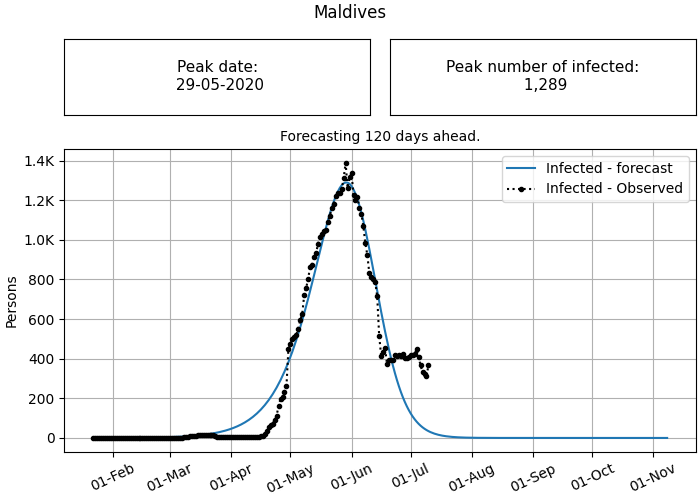 Maldives
Peak date:
29-05-2020
Peak number of infected:
1,289
Forecasting 120 days ahead.
Infected - forecast
Infected - Observed
Persons
1.4K
1.2K
1.0K
800
600
400
200
0
01-Feb
01-Mar
01-Apr
01-May
01-Jun
01-Jul
01-Aug
01-Sep
01-Oct
01-Nov